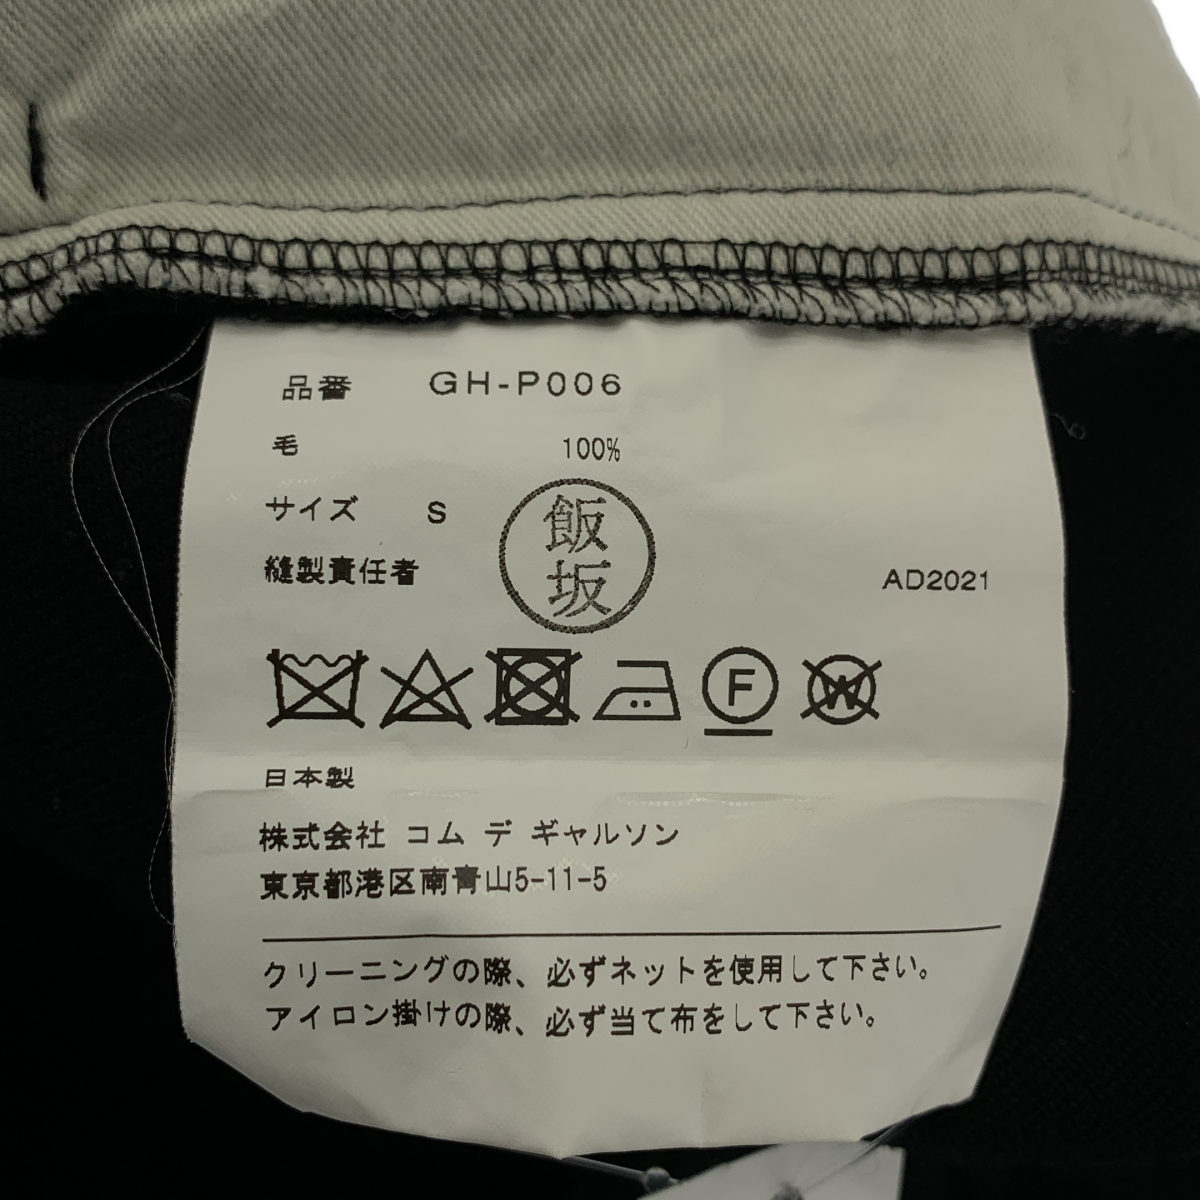 品番 GH-P006
毛 100%
サイズ S
縫製責任者 飯坂
AD2021
F W
日本製
株式会社 コム デ ギャルソン
東京都港区南青山5-11-5
クリーニングの際、必ずネットを使用して下さい。
アイロン掛けの際、必ず当て布をして下さい。